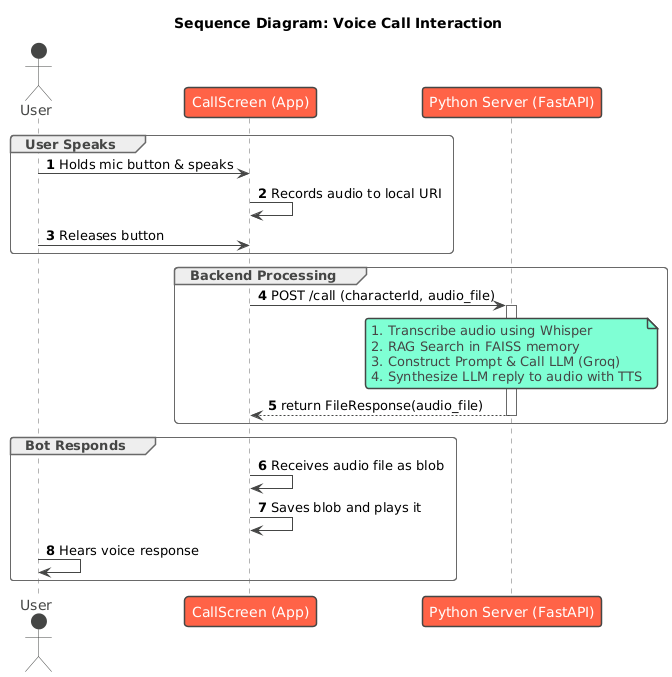 Sequence Diagram: Voice Call Interaction
User
CallScreen (App)
Python Server (FastAPI)
User Speaks
1 Holds mic button & speaks
2 Records audio to local URI
3 Releases button
Backend Processing
4 POST /call (characterId, audio_file)
1. Transcribe audio using Whisper
2. RAG Search in FAISS memory
3. Construct Prompt & Call LLM (Groq)
4. Synthesize LLM reply to audio with TTS
5 return FileResponse(audio_file)
Bot Responds
6 Receives audio file as blob
7 Saves blob and plays it
8 Hears voice response
User
CallScreen (App)
Python Server (FastAPI)